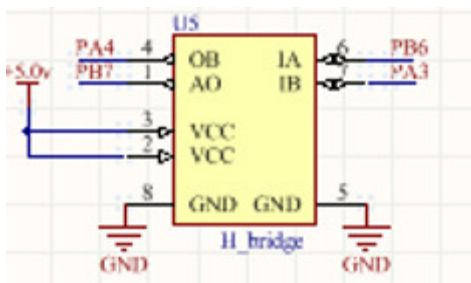 U5
PA4 4 OB IA 6 PB6
+5.0v PB7 1 AO IB 7 PA3
3 VCC
2 VCC
8 GND GND 5
H_bridge
GND GND